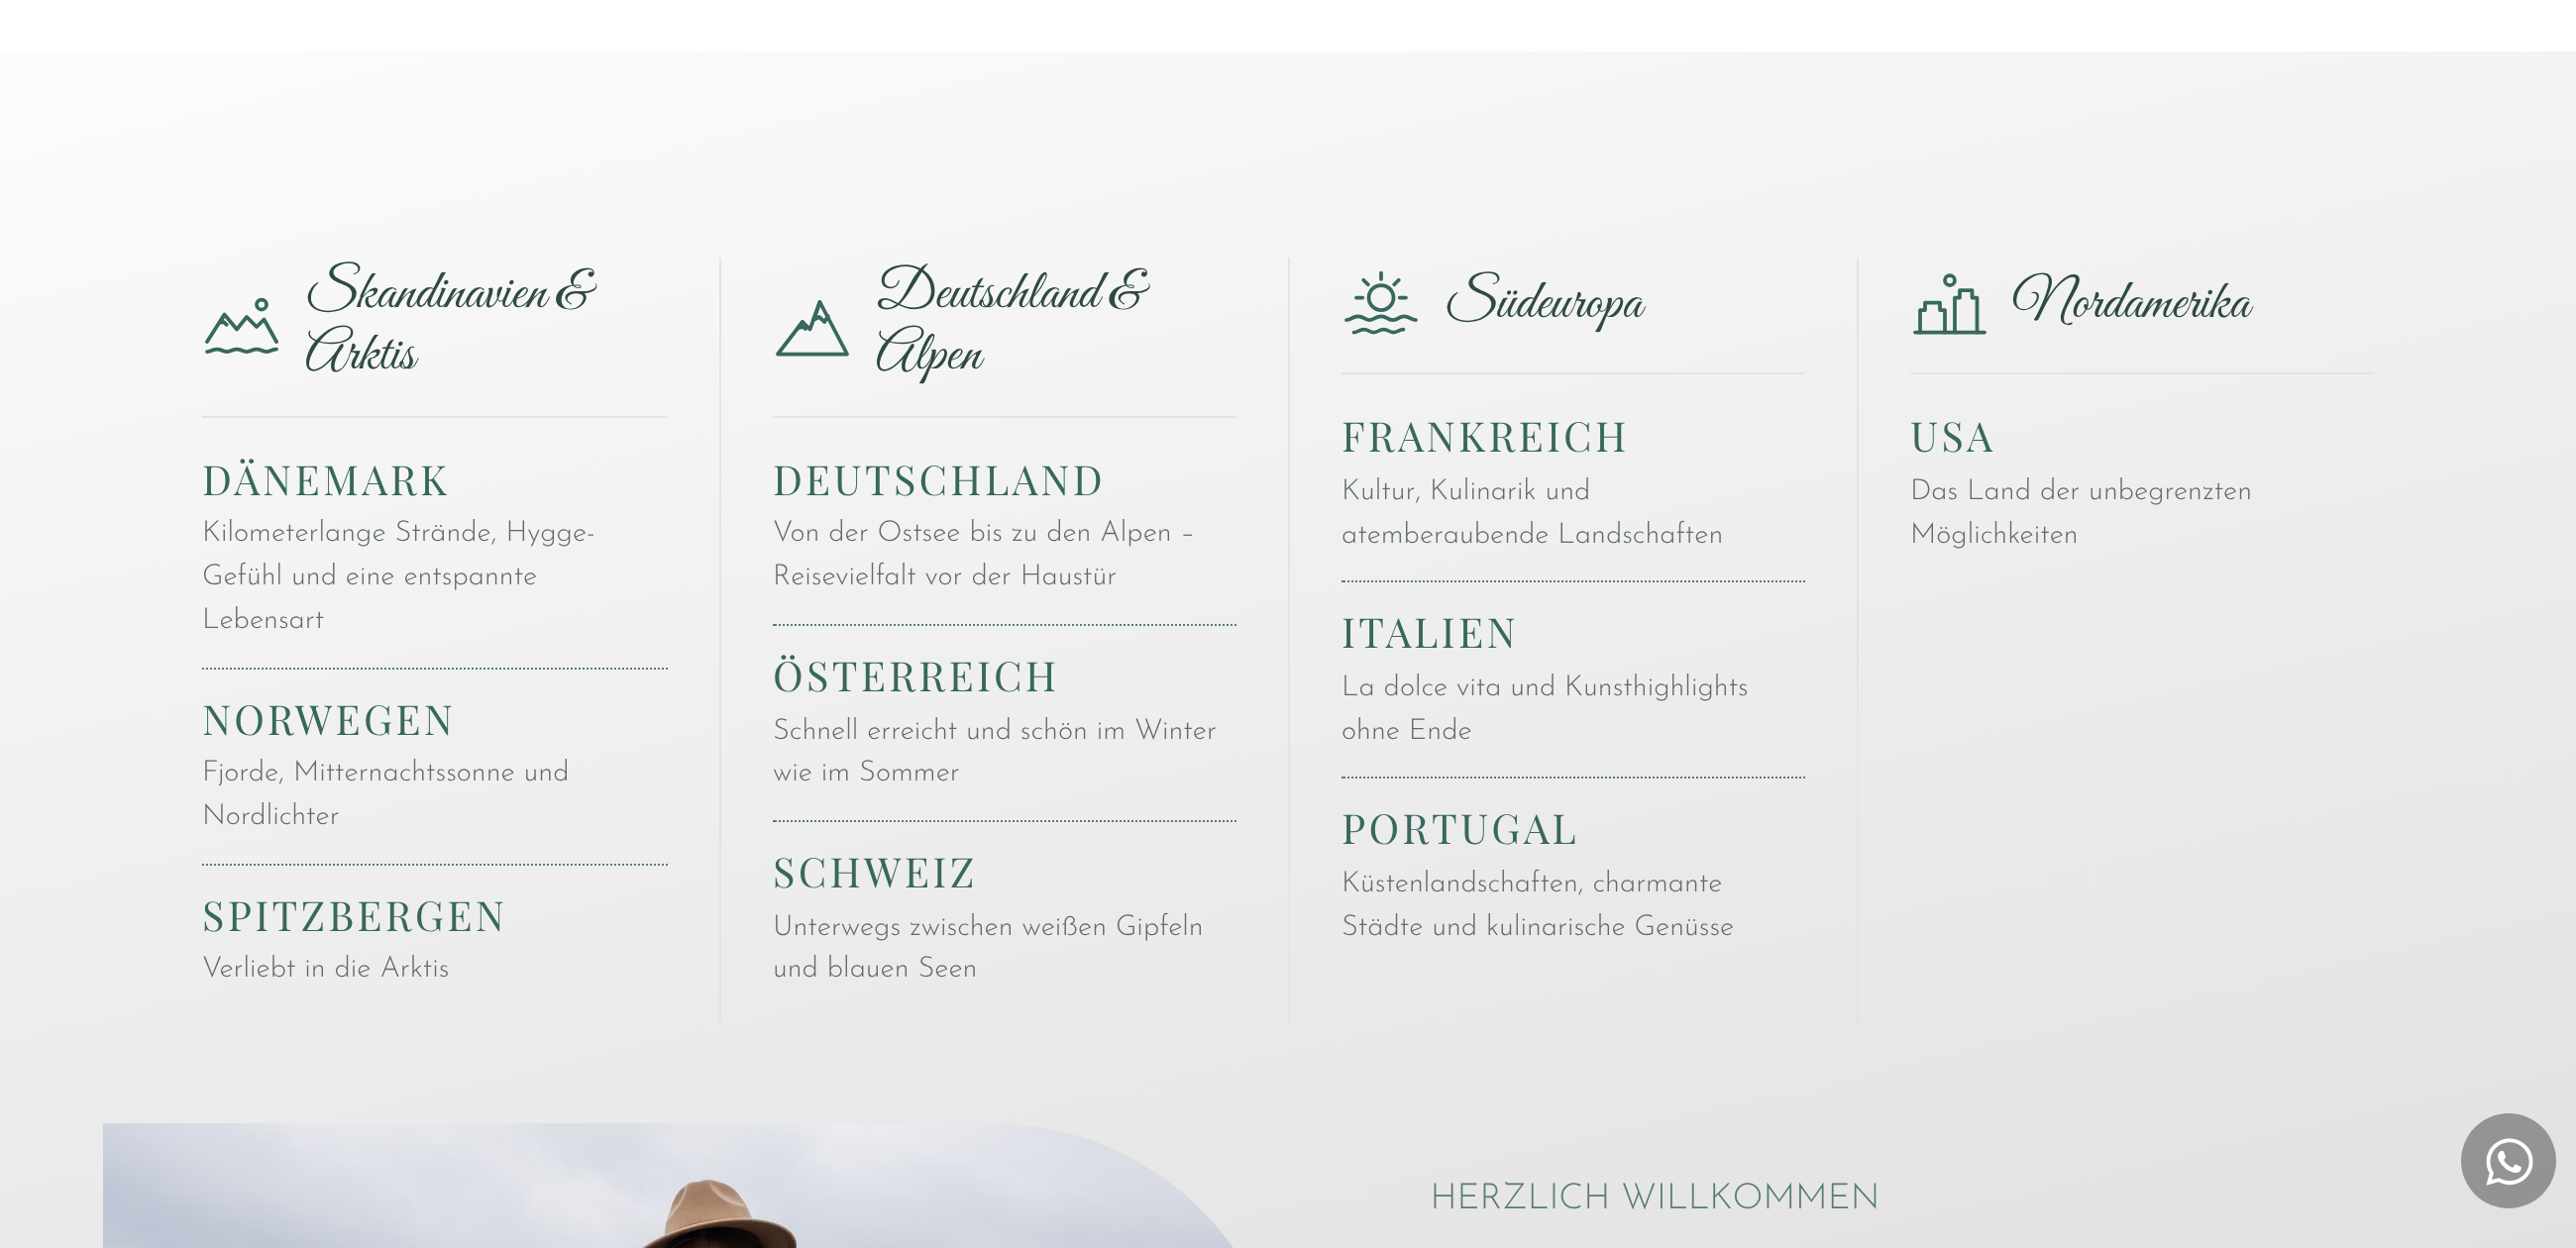 Skandinavien &
Arktis
DÄNEMARK
Kilometerlange Strände, Hygge-
Gefühl und eine entspannte
Lebensart
NORWEGEN
Fjorde, Mitternachtssonne und
Nordlichter
SPITZBERGEN
Verliebt in die Arktis
Deutschland &
Alpen
DEUTSCHLAND
Von der Ostsee bis zu den Alpen –
Reisevielfalt vor der Haustür
ÖSTERREICH
Schnell erreicht und schön im Winter
wie im Sommer
SCHWEIZ
Unterwegs zwischen weißen Gipfeln
und blauen Seen
Südeuropa
FRANKREICH
Kultur, Kulinarik und
atemberaubende Landschaften
ITALIEN
La dolce vita und Kunsthighlights
ohne Ende
PORTUGAL
Küstenlandschaften, charmante
Städte und kulinarische Genüsse
Nordamerika
USA
Das Land der unbegrenzten
Möglichkeiten
HERZLICH WILLKOMMEN